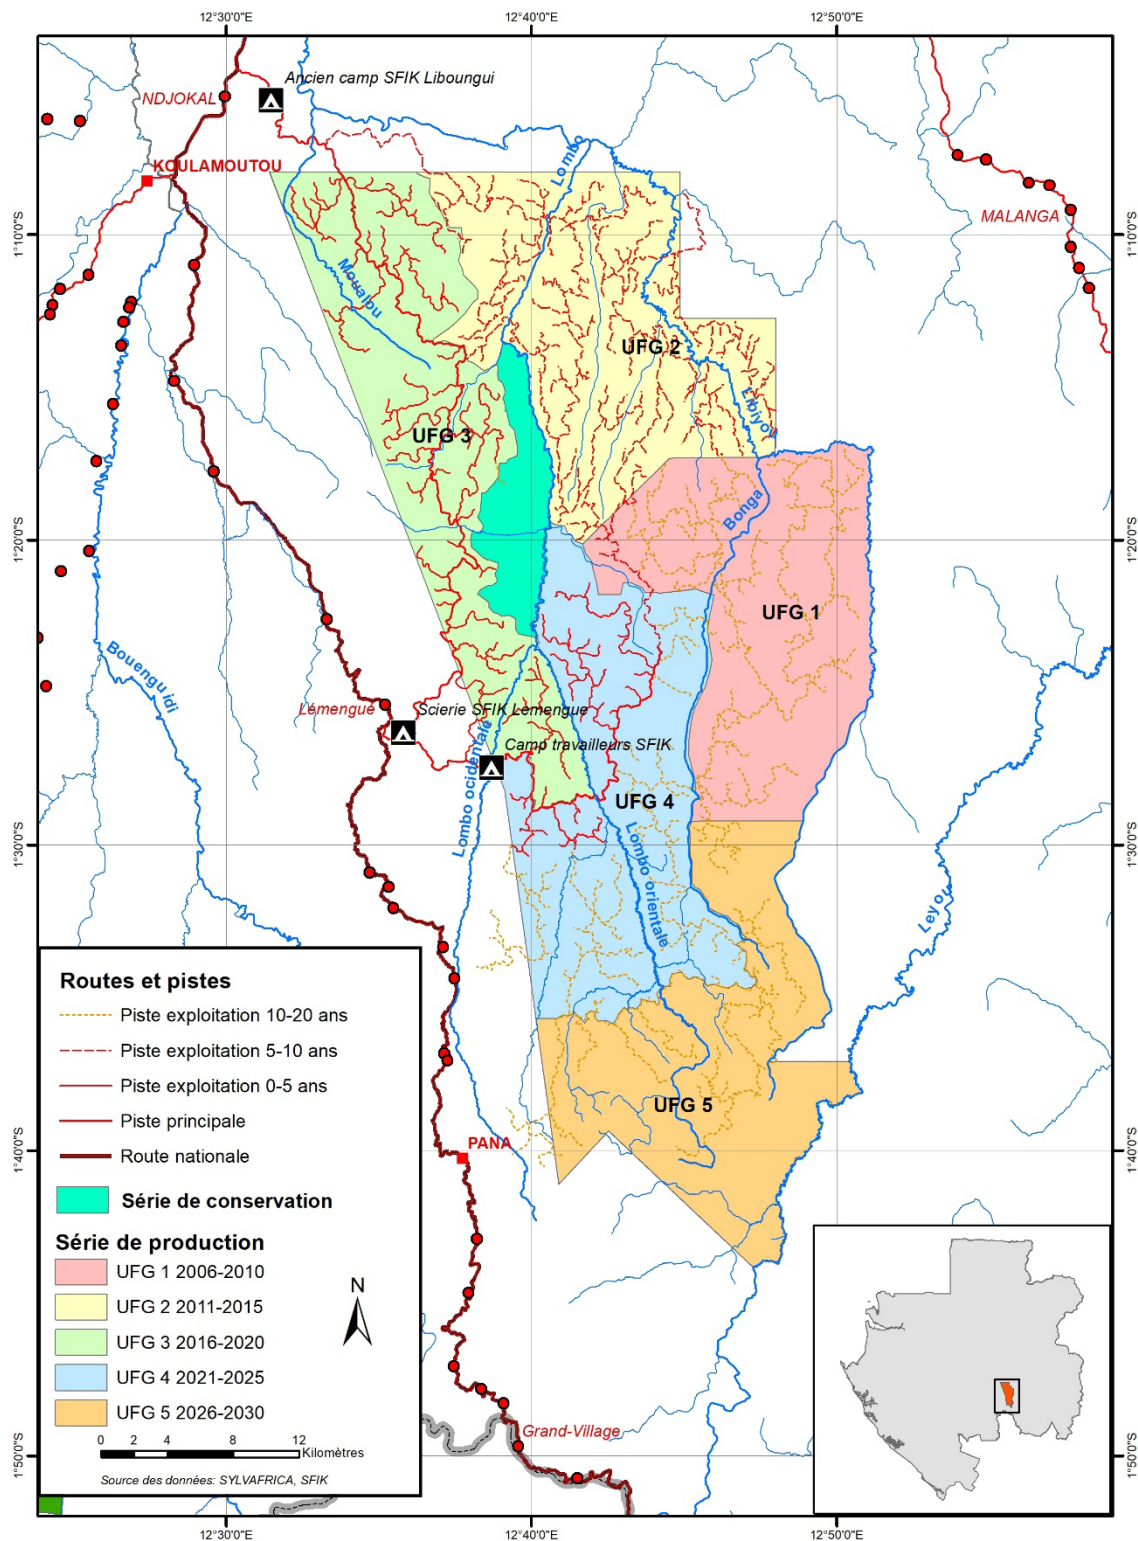 12°30'0"E
12°40'0"E
12°50'0"E
Ancien camp SFIK Liboungui
NDJOKAL
KOULAMOUTOU
Lombo
MALANGA
1°10'0"S
1°10'0"S
Moualou
UFG 2
Libiyou
UFG 3
Bonga
1°20'0"S
1°20'0"S
UFG 1
Bouenguidi
Lémengué
Scierie SFIK Lemengue
Camp travailleurs SFIK
Lombo ocidentale
UFG 4
Lombo orientale
1°30'0"S
1°30'0"S
Leyou
Routes et pistes
Piste exploitation 10-20 ans
Piste exploitation 5-10 ans
Piste exploitation 0-5 ans
Piste principale
Route nationale
UFG 5
PANA
1°40'0"S
1°40'0"S
Série de conservation
Série de production
UFG 1 2006-2010
UFG 2 2011-2015
UFG 3 2016-2020
UFG 4 2021-2025
UFG 5 2026-2030
N
0 2 4 8 12
Kilomètres
Source des données: SYLVAFRICA, SFIK
Grand-Village
1°50'0"S
1°50'0"S
12°30'0"E
12°40'0"E
12°50'0"E